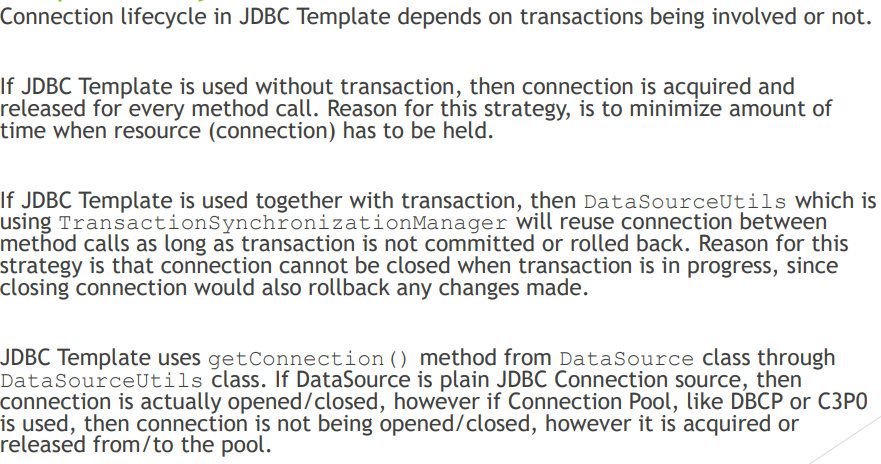 Connection lifecycle in JDBC Template depends on transactions being involved or not.
If JDBC Template is used without transaction, then connection is acquired and
released for every method call. Reason for this strategy, is to minimize amount of
time when resource (connection) has to be held.
If JDBC Template is used together with transaction, then DataSourceUtils which is
using TransactionSynchronizationManager will reuse connection between
method calls as long as transaction is not committed or rolled back. Reason for this
strategy is that connection cannot be closed when transaction is in progress, since
closing connection would also rollback any changes made.
JDBC Template uses getConnection() method from DataSource class through
DataSourceUtils class. If DataSource is plain JDBC Connection source, then
connection is actually opened/closed, however if Connection Pool, like DBCP or C3P0
is used, then connection is not being opened/closed, however it is acquired or
released from/to the pool.